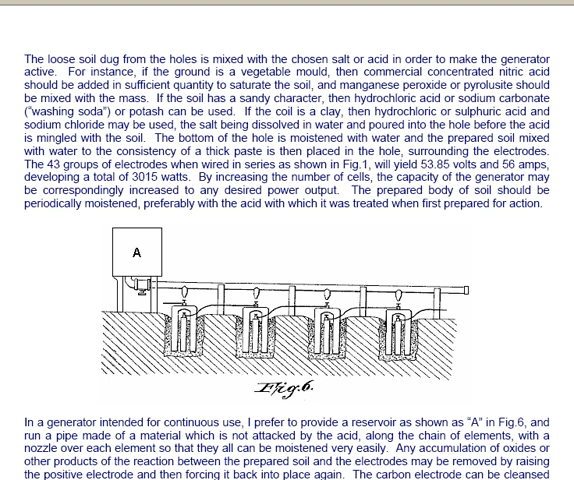 The loose soil dug from the holes is mixed with the chosen salt or acid in order to make the generator
active. For instance, if the ground is a vegetable mould, then commercial concentrated nitric acid
should be added in sufficient quantity to saturate the soil, and manganese peroxide or pyrolusite should
be mixed with the mass. If the soil has a sandy character, then hydrochloric acid or sodium carbonate
("washing soda") or potash can be used. If the coil is a clay, then hydrochloric or sulphuric acid and
sodium chloride may be used, the salt being dissolved in water and poured into the hole before the acid
is mingled with the soil. The bottom of the hole is moistened with water and the prepared soil mixed
with water to the consistency of a thick paste is then placed in the hole, surrounding the electrodes.
The 43 groups of electrodes when wired in series as shown in Fig.1, will yield 53.85 volts and 56 amps,
developing a total of 3015 watts. By increasing the number of cells, the capacity of the generator may
be correspondingly increased to any desired power output. The prepared body of soil should be
periodically moistened, preferably with the acid with which it was treated when first prepared for action.
A
Fig.6.
In a generator intended for continuous use, I prefer to provide a reservoir as shown as "A" in Fig.6, and
run a pipe made of a material which is not attacked by the acid, along the chain of elements, with a
nozzle over each element so that they all can be moistened very easily. Any accumulation of oxides or
other products of the reaction between the prepared soil and the electrodes may be removed by raising
the positive electrode and then forcing it back into place again. The carbon electrode can be cleansed